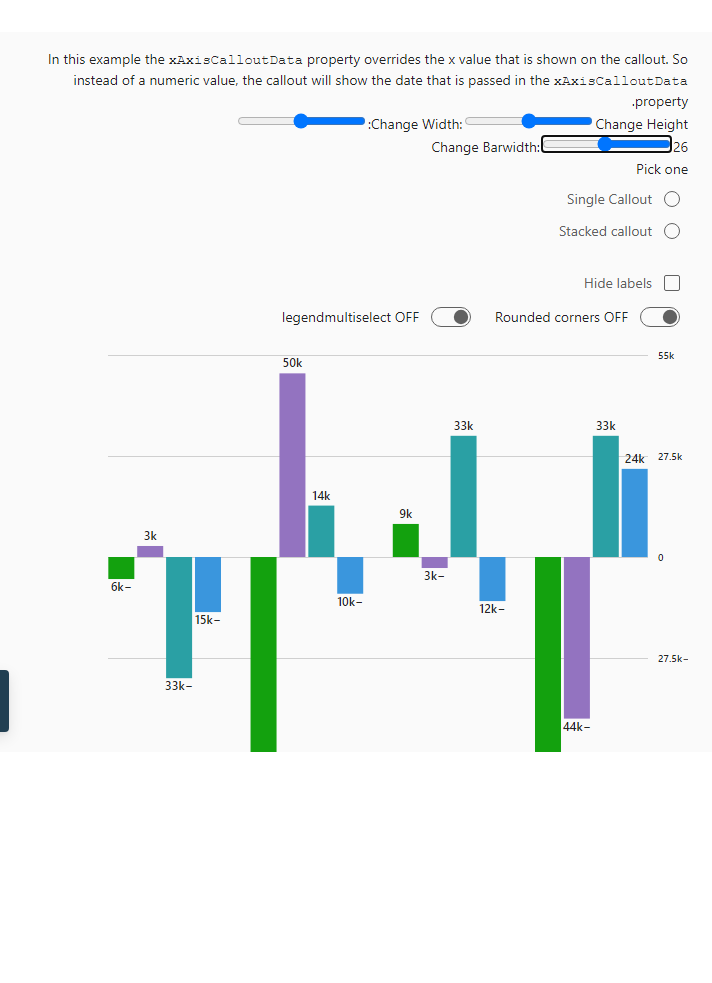 In this example the xAxisCalloutData property overrides the x value that is shown on the callout. So
instead of a numeric value, the callout will show the date that is passed in the xAxisCalloutData
.property
:Change Width: Change Height
Change Barwidth: 26
Pick one
Single Callout
Stacked callout
Hide labels
legendmultiselect OFF Rounded corners OFF
55k
50k
33k 33k
27.5k
24k
14k
9k
3k
0
3k−
6k−
10k−
12k−
15k−
27.5k−
33k−
44k−